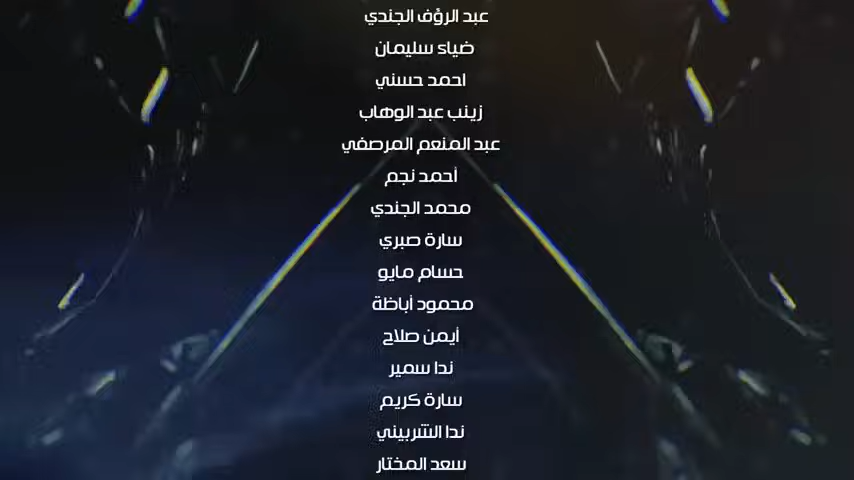 عبد الرؤف الجندي
ضياء سليمان
احمد حسني
زينب عبد الوهاب
عبد المنعم المرصفي
أحمد نجم
محمد الجندي
سارة صبري
حسام مايو
محمود أباظة
أيمن صلاح
ندا سمير
سارة كريم
ندا الشربيني
سعد المختار